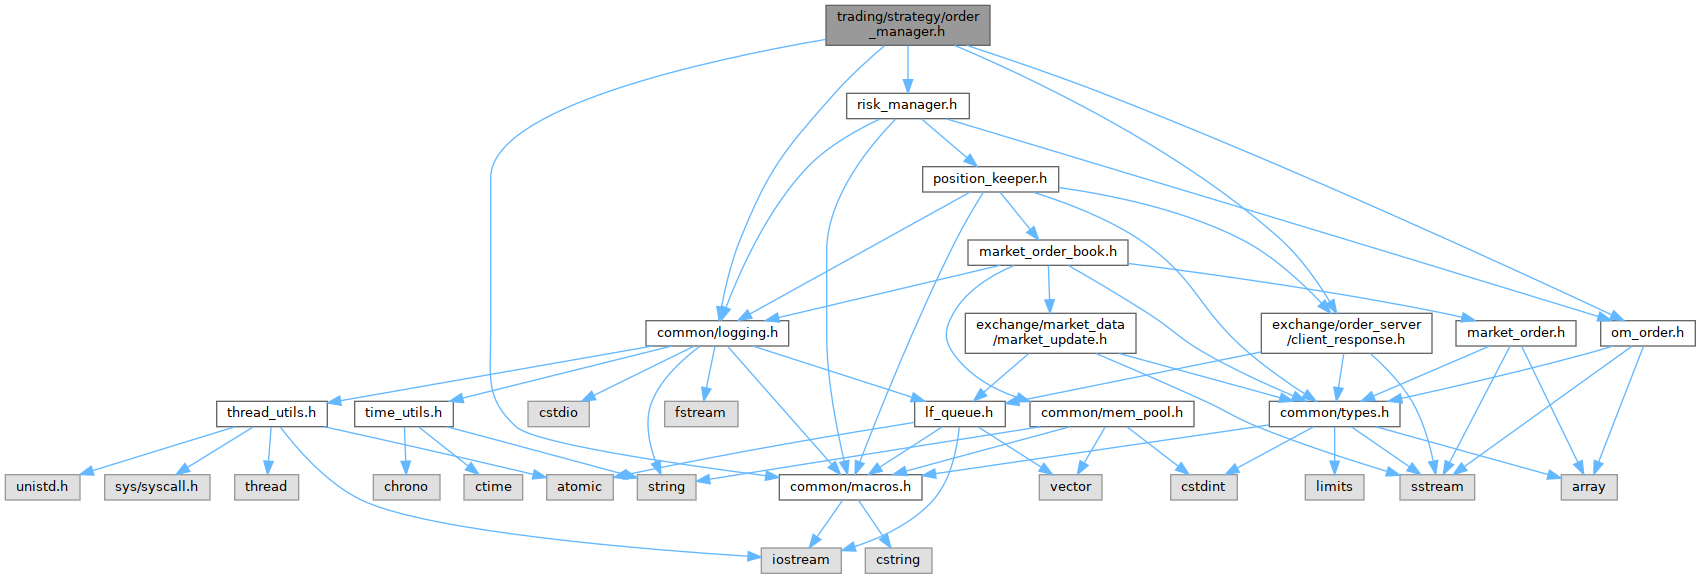 trading/strategy/order
_manager.h
risk_manager.h
position_keeper.h
market_order_book.h
common/logging.h
exchange/market_data
/market_update.h
exchange/order_server
/client_response.h
market_order.h
om_order.h
thread_utils.h
time_utils.h
cstdio
fstream
lf_queue.h
common/mem_pool.h
common/types.h
unistd.h
sys/syscall.h
thread
chrono
ctime
atomic
string
common/macros.h
vector
cstdint
limits
sstream
array
iostream
cstring